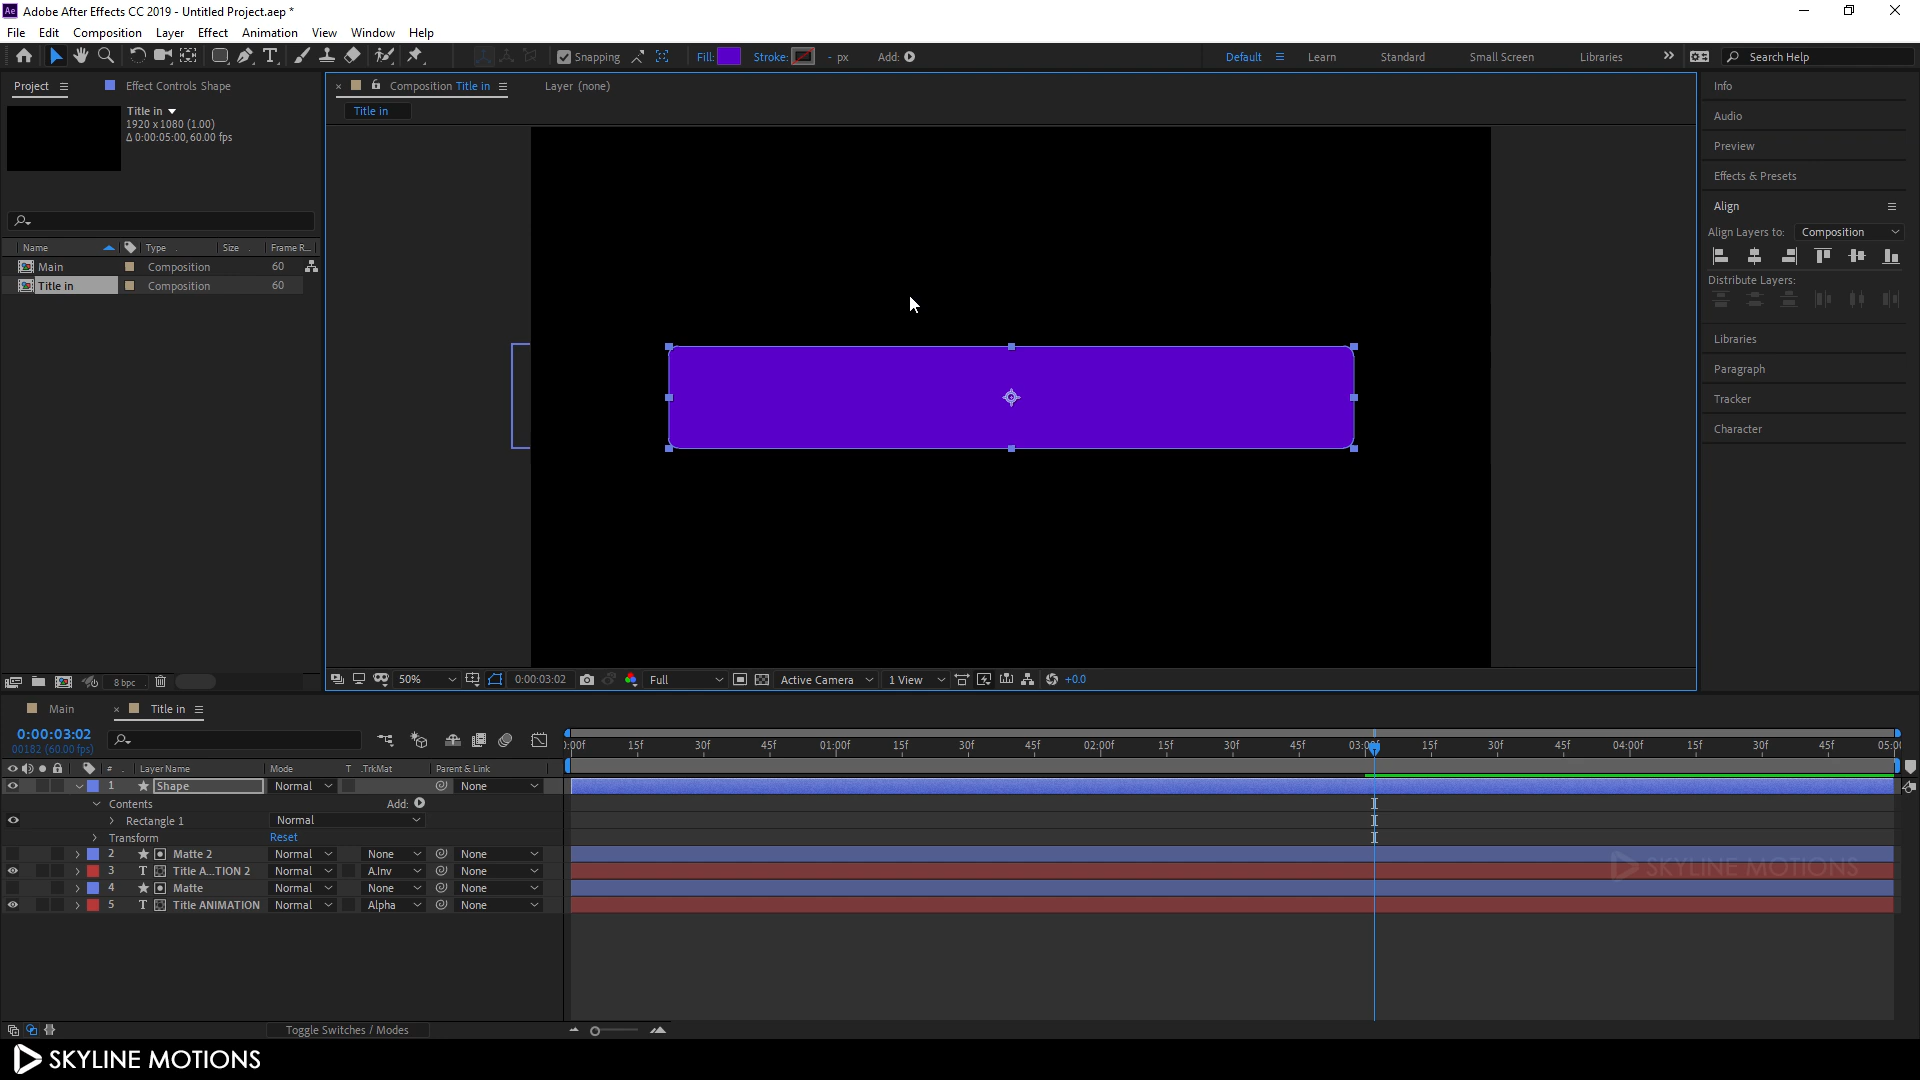 Ae Adobe After Effects CC 2019 - Untitled Project.aep *
File Edit Composition Layer Effect Animation View Window Help
Snapping Fill: Stroke: - px Add: Default Learn Standard Small Screen Libraries Search Help
Project Effect Controls Shape
Title in
1920 x 1080 (1.00)
Δ 0:00:05:00, 60.00 fps
Name Type Size Frame R...
Main Composition 60
Title in Composition 60
8 bpc
Composition Title in Layer (none)
Title in
50% 0:00:03:02 Full Active Camera 1 View +0.0
Info
Audio
Preview
Effects & Presets
Align
Align Layers to: Composition
Distribute Layers:
Libraries
Paragraph
Tracker
Character
Main Title in
0:00:03:02
00182 (60.00 fps)
:00f 15f 30f 45f 01:00f 15f 30f 45f 02:00f 15f 30f 45f 03:00f 15f 30f 45f 04:00f 15f 30f 45f 05:0
# Layer Name Mode T .TrkMat Parent & Link
1 Shape Normal None
Contents Add:
Rectangle 1 Normal
Transform Reset
2 Matte 2 Normal None None
3 T Title A...TION 2 Normal A.Inv None
4 Matte Normal None None
5 T Title ANIMATION Normal Alpha None
SKYLINE MOTIONS
Toggle Switches / Modes
SKYLINE MOTIONS